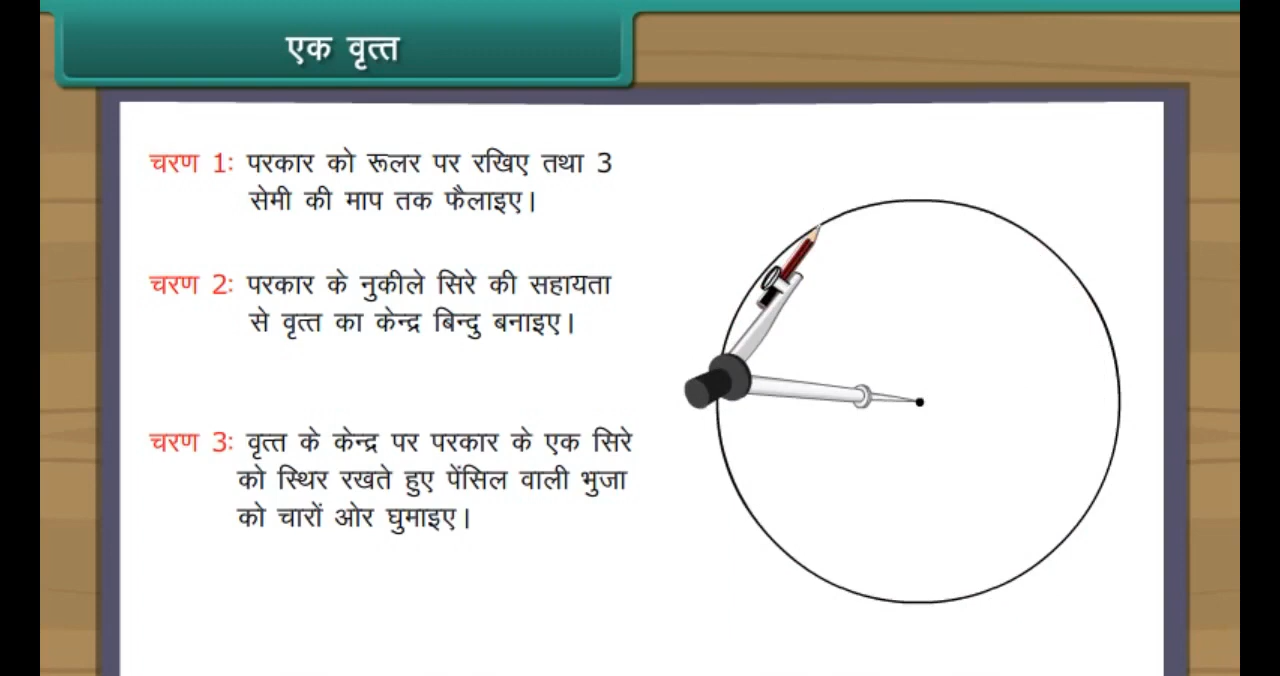 एक वृत्त
चरण 1: परकार को रूलर पर रखिए तथा 3
सेमी की माप तक फैलाइए।
चरण 2: परकार के नुकीले सिरे की सहायता
से वृत्त का केन्द्र बिन्दु बनाइए।
चरण 3: वृत्त के केन्द्र पर परकार के एक सिरे
को स्थिर रखते हुए पेंसिल वाली भुजा
को चारों ओर घुमाइए।